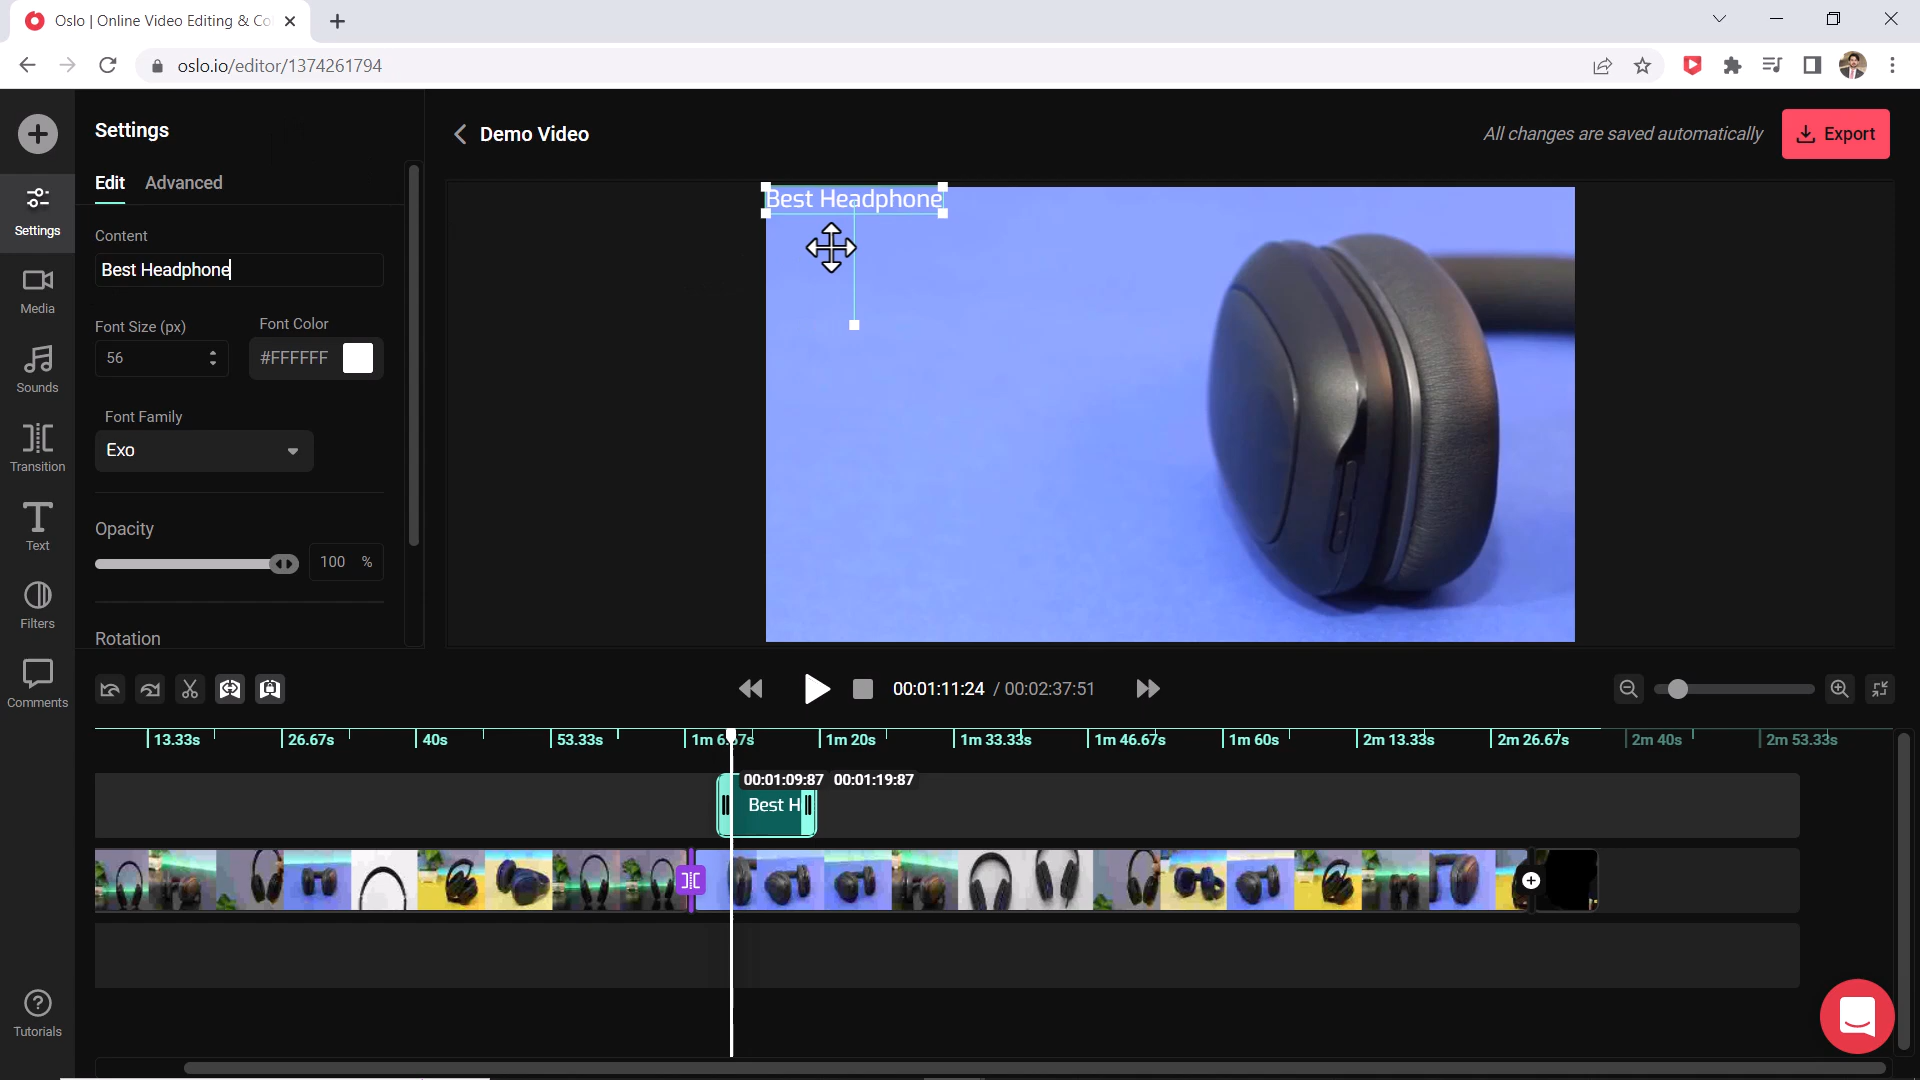 Oslo | Online Video Editing & Co
oslo.io/editor/1374261794
Settings
Edit Advanced
Content
Best Headphone
Font Size (px)
Font Color
56
#FFFFFF
Font Family
Exo
Opacity
100 %
Rotation
Settings
Media
Sounds
Transition
Text
Filters
Comments
Tutorials
Demo Video
All changes are saved automatically
Export
Best Headphone
00:01:11:24 / 00:02:37:51
13.33s 26.67s 40s 53.33s 1m 6.67s 1m 20s 1m 33.33s 1m 46.67s 1m 60s 2m 13.33s 2m 26.67s 2m 40s 2m 53.33s
00:01:09:87 00:01:19:87
Best H